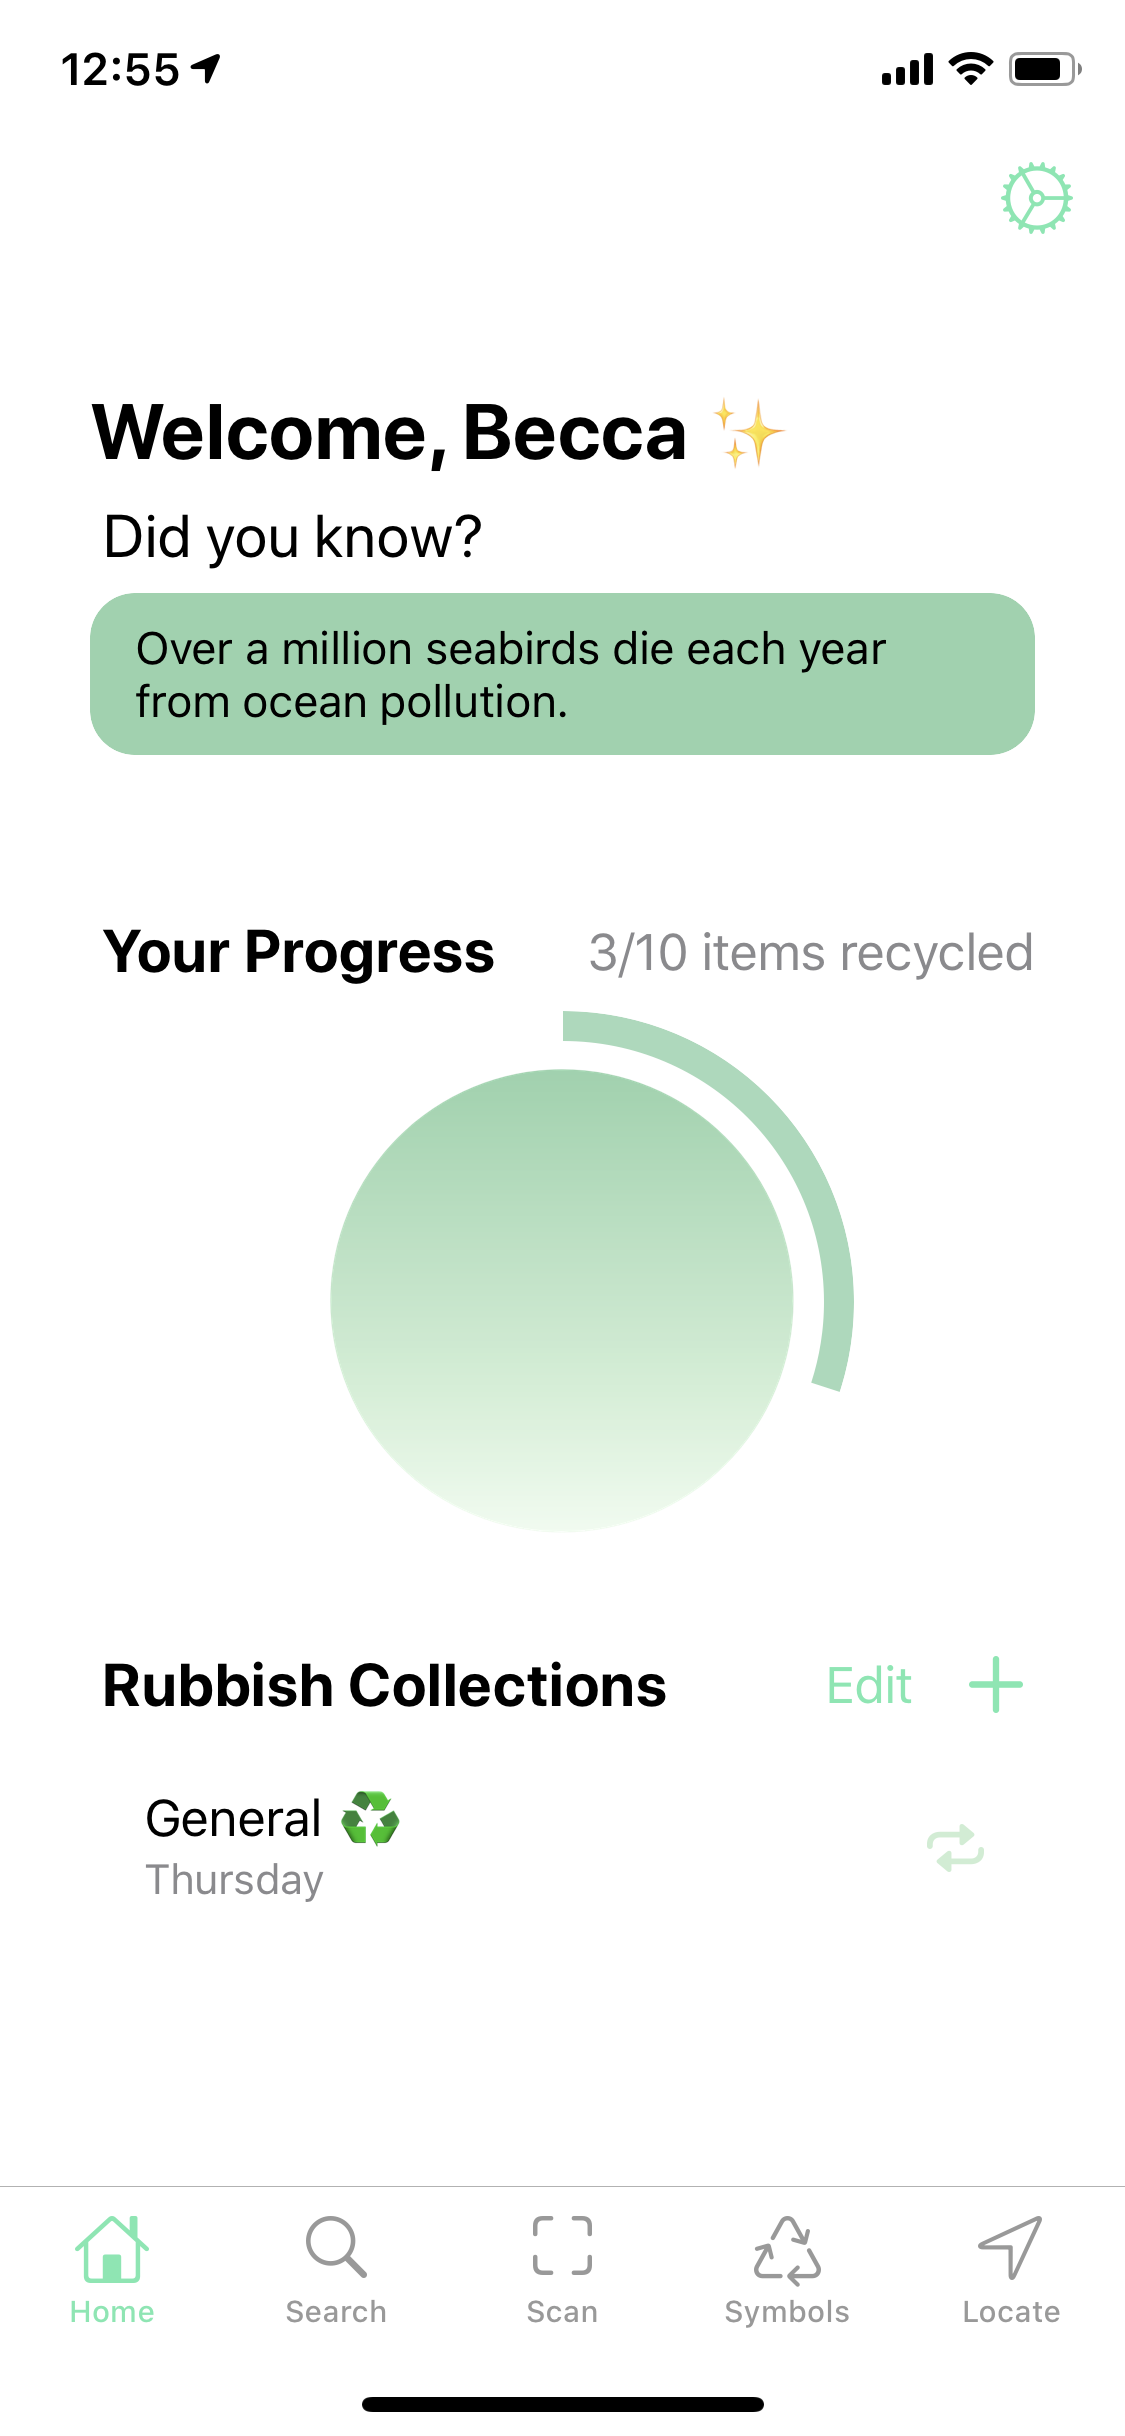 12:55
Welcome, Becca ✨
Did you know?
Over a million seabirds die each year
from ocean pollution.
Your Progress
3/10 items recycled
Rubbish Collections
Edit
General ♻️
Thursday
Home
Search
Scan
Symbols
Locate